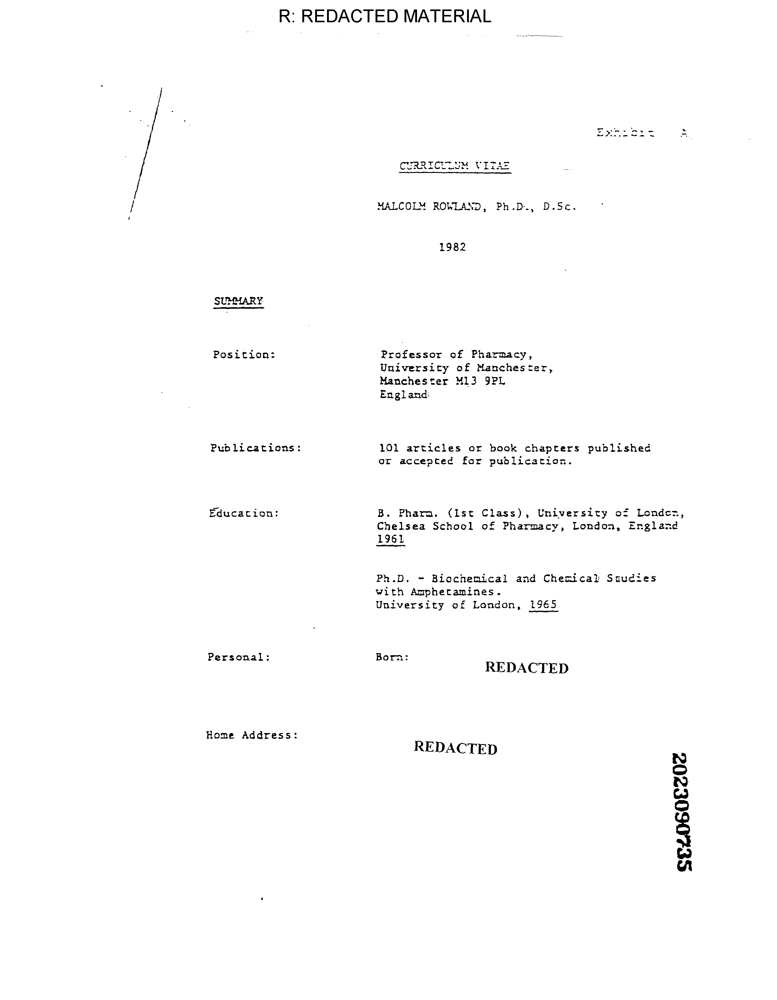 R: REDACTED MATERIAL
Exhibit A
CURRICULUM VITAE
MALCOLM ROWLAND, Ph.D., D.Sc.
1982
SUMMARY
Position: Professor of Pharmacy,
University of Manchester,
Manchester M13 9PL
England
Publications: 101 articles or book chapters published
or accepted for publication.
Education: B. Pharm. (1st Class), University of London,
Chelsea School of Pharmacy, London, England
1961
Ph.D. - Biochemical and Chemical Studies
with Amphetamines.
University of London, 1965
Personal: Born: REDACTED
Home Address: REDACTED
2023090735